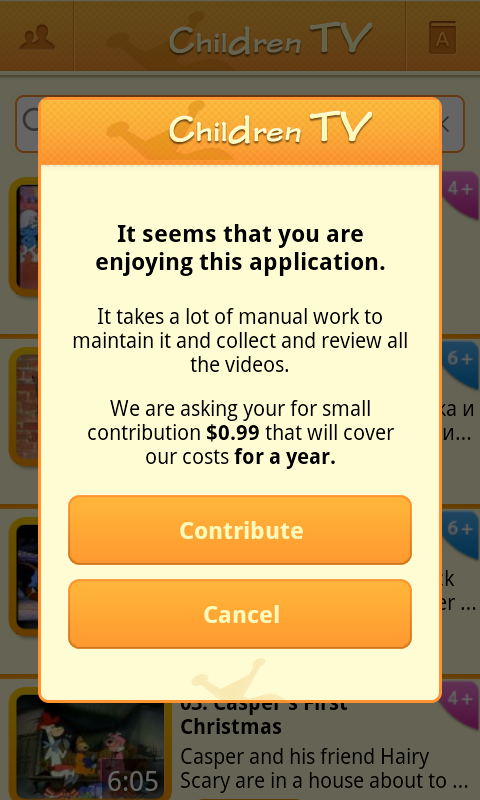 Children TV
A
Children TV
4+
It seems that you are
enjoying this application.
It takes a lot of manual work to
maintain it and collect and review all
the videos.
6+
We are asking your for small
contribution $0.99 that will cover
our costs for a year.
ка и
и...
Contribute
6+
ck
er ...
Cancel
4+
03. Casper's First
Christmas
Casper and his friend Hairy
Scary are in a house about to ...
6:05